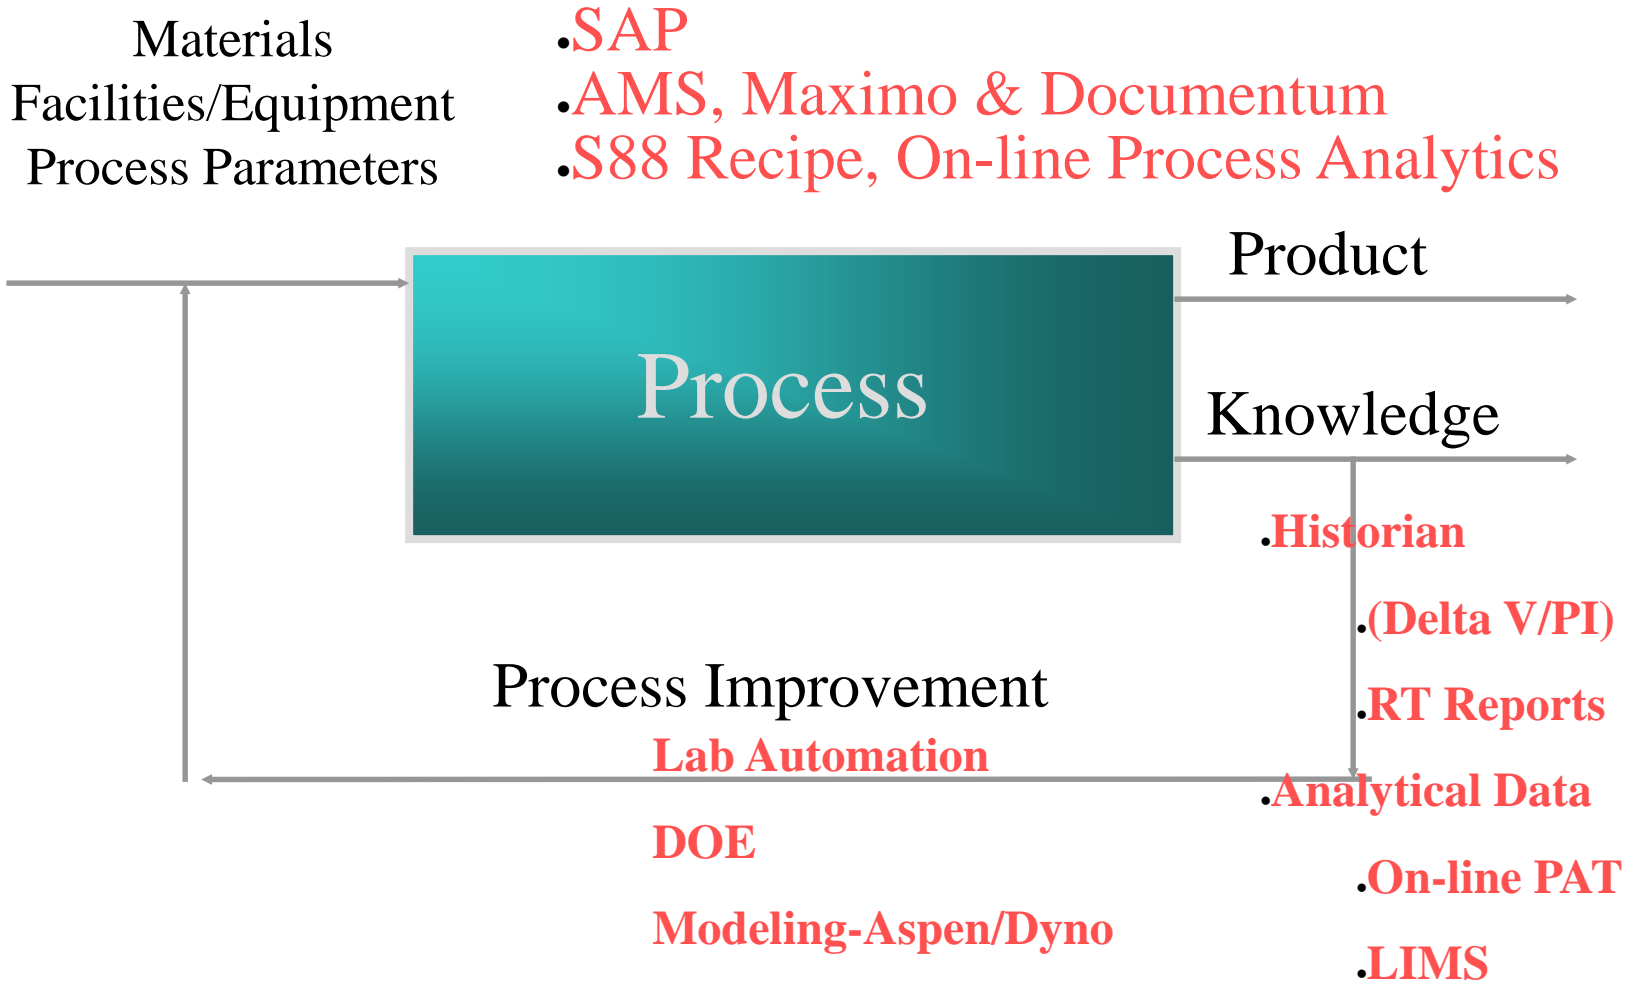 Materials
Facilities/Equipment
Process Parameters
•SAP
•AMS, Maximo & Documentum
•S88 Recipe, On-line Process Analytics
Product
Process
Knowledge
•Historian
•(Delta V/PI)
•RT Reports
•Analytical Data
•On-line PAT
•LIMS
Process Improvement
Lab Automation
DOE
Modeling-Aspen/Dyno